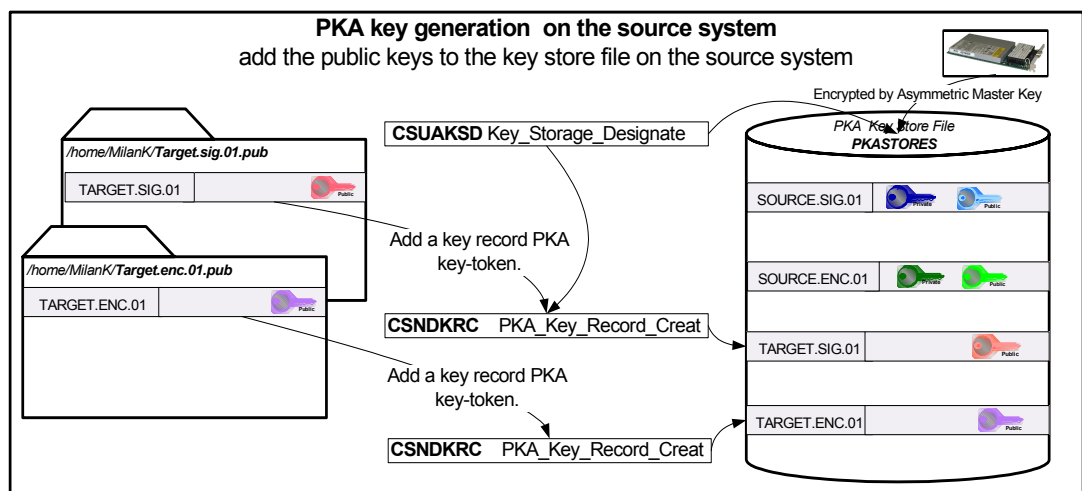 PKA key generation on the source system
add the public keys to the key store file on the source system
Encrypted by Asymmetric Master Key
CSUAKSD Key_Storage_Designate
PKA Key Store File
PKASTORES
/home/MilanK/Target.sig.01.pub
TARGET.SIG.01
Public
SOURCE.SIG.01
Private
Public
Add a key record PKA
key-token.
/home/MilanK/Target.enc.01.pub
TARGET.ENC.01
Public
SOURCE.ENC.01
Private
Public
CSNDKRC PKA_Key_Record_Creat
TARGET.SIG.01
Public
Add a key record PKA
key-token.
TARGET.ENC.01
Public
CSNDKRC PKA_Key_Record_Creat